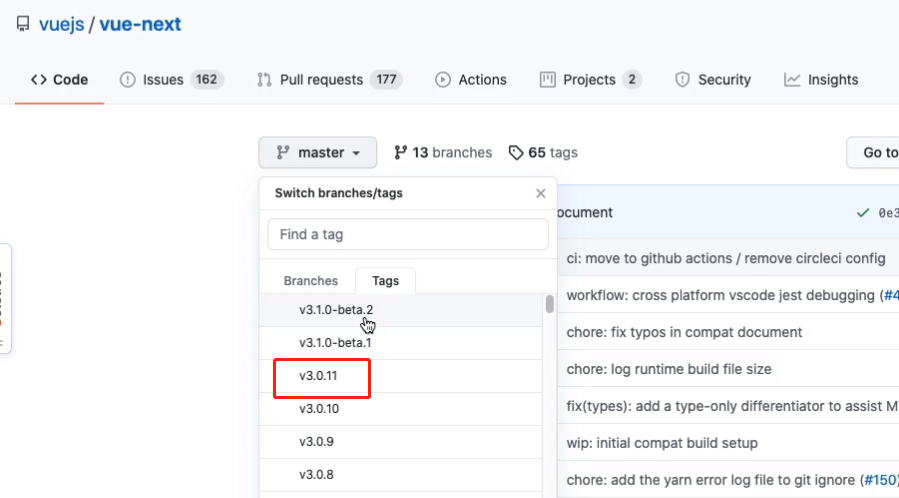 vuejs / vue-next
Code Issues 162 Pull requests 177 Actions Projects 2 Security Insights
master 13 branches 65 tags Go to
Switch branches/tags
ocument 0e3
Find a tag
ci: move to github actions / remove circleci config
Branches Tags
workflow: cross platform vscode jest debugging (#4
v3.1.0-beta.2
chore: fix typos in compat document
v3.1.0-beta.1
chore: log runtime build file size
v3.0.11
fix(types): add a type-only differentiator to assist M
v3.0.10
wip: initial compat build setup
v3.0.9
chore: add the yarn error log file to git ignore (#150)
v3.0.8